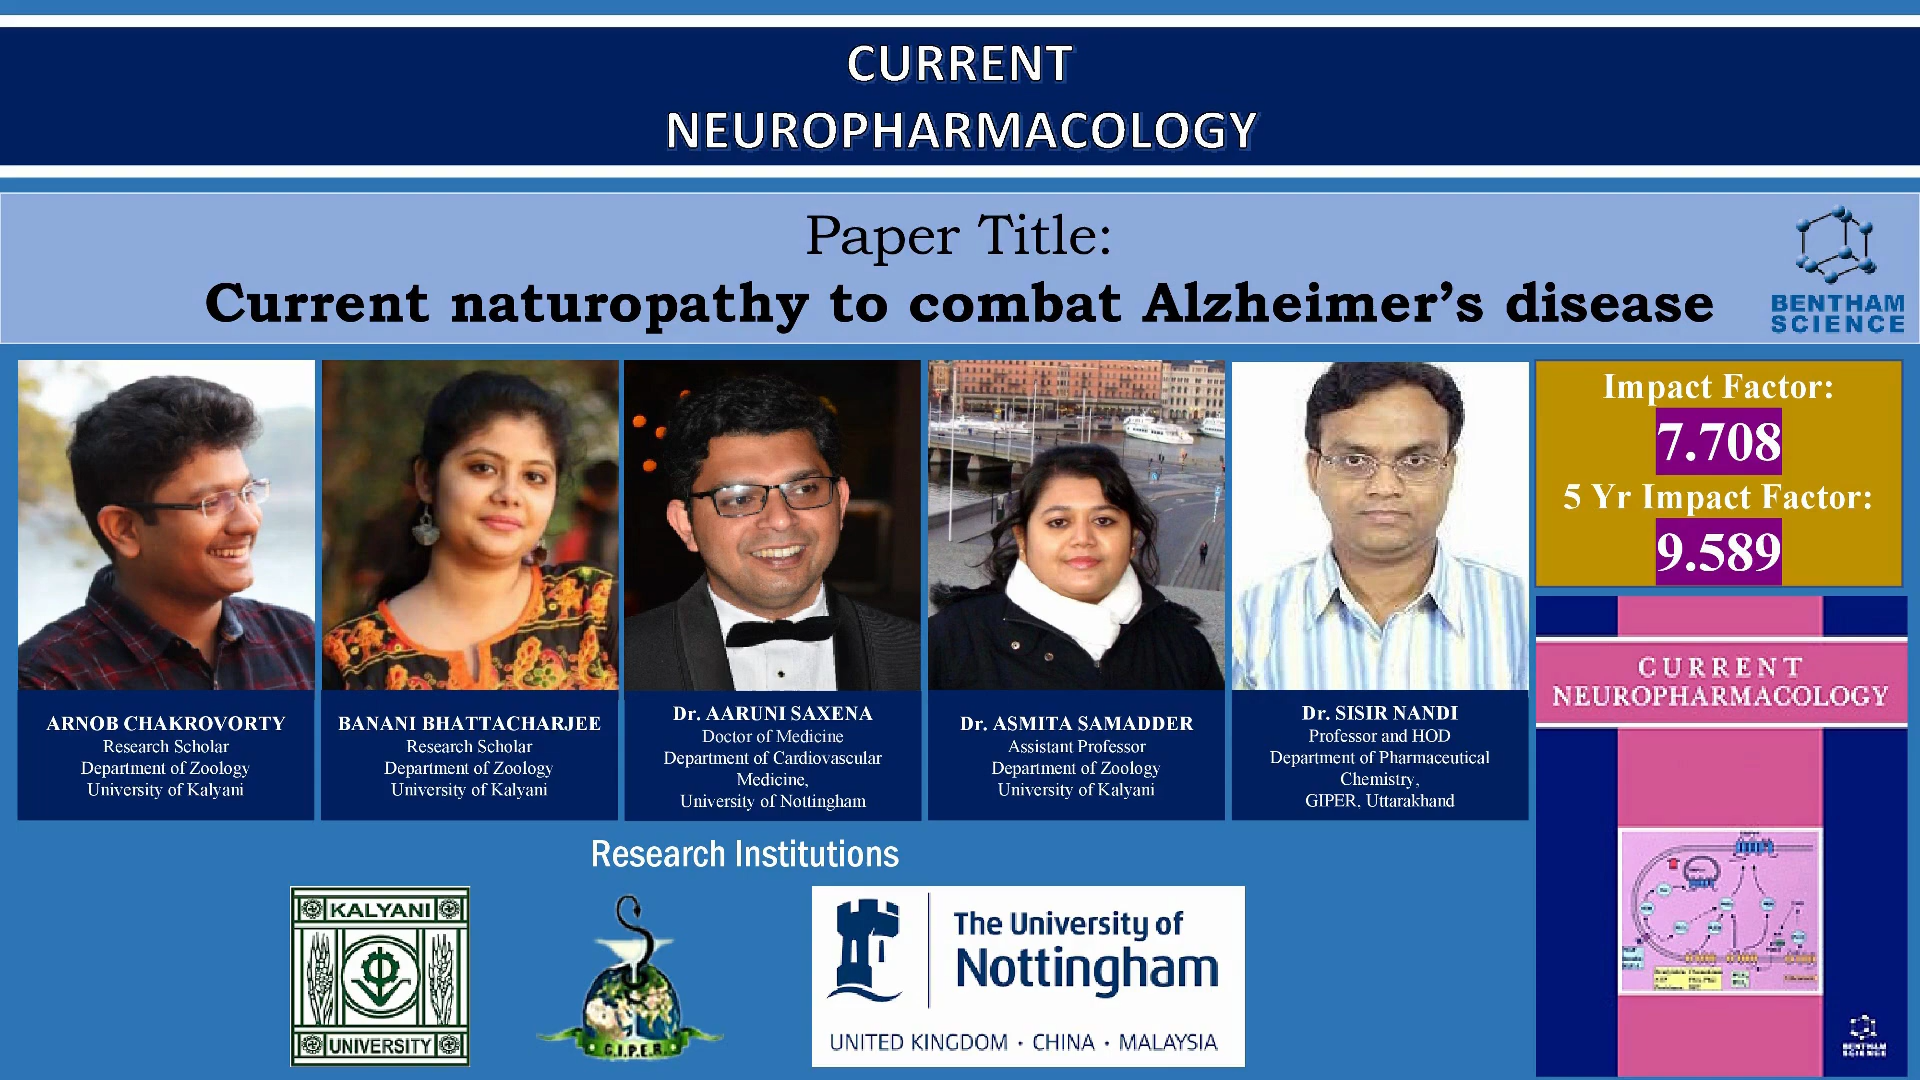 CURRENT
NEUROPHARMACOLOGY
Paper Title:
Current naturopathy to combat Alzheimer's disease
BENTHAM
SCIENCE
ARNOB CHAKROVORTY
Research Scholar
Department of Zoology
University of Kalyani
BANANI BHATTACHARJEE
Research Scholar
Department of Zoology
University of Kalyani
Dr. AARUNI SAXENA
Doctor of Medicine
Department of Cardiovascular
Medicine,
University of Nottingham
Dr. ASMITA SAMADDER
Assistant Professor
Department of Zoology
University of Kalyani
Dr. SISIR NANDI
Professor and HOD
Department of Pharmaceutical
Chemistry,
GIPER, Uttarakhand
Impact Factor:
7.708
5 Yr Impact Factor:
9.589
CURRENT
NEUROPHARMACOLOGY
BENTHAM
SCIENCE
Research Institutions
KALYANI
UNIVERSITY
G.I.P.E.R.
The University of
Nottingham
UNITED KINGDOM · CHINA · MALAYSIA